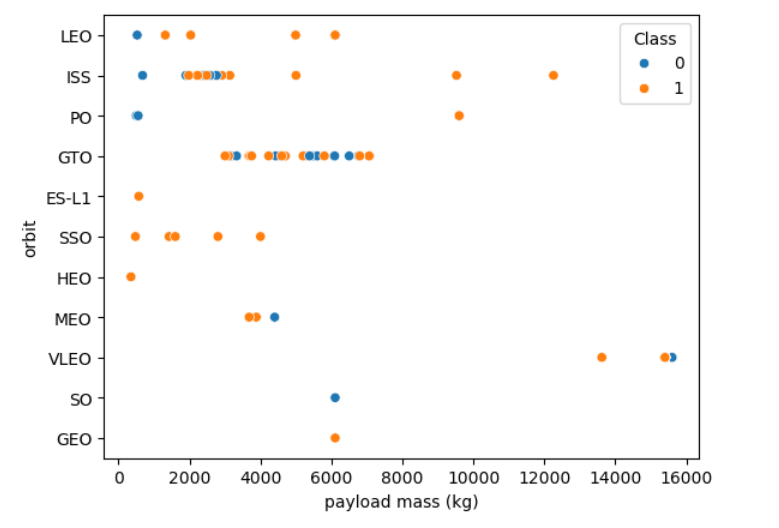 LEO
ISS
PO
GTO
ES-L1
SSO
HEO
MEO
VLEO
SO
GEO
orbit
Class
0
1
0 2000 4000 6000 8000 10000 12000 14000 16000
payload mass (kg)